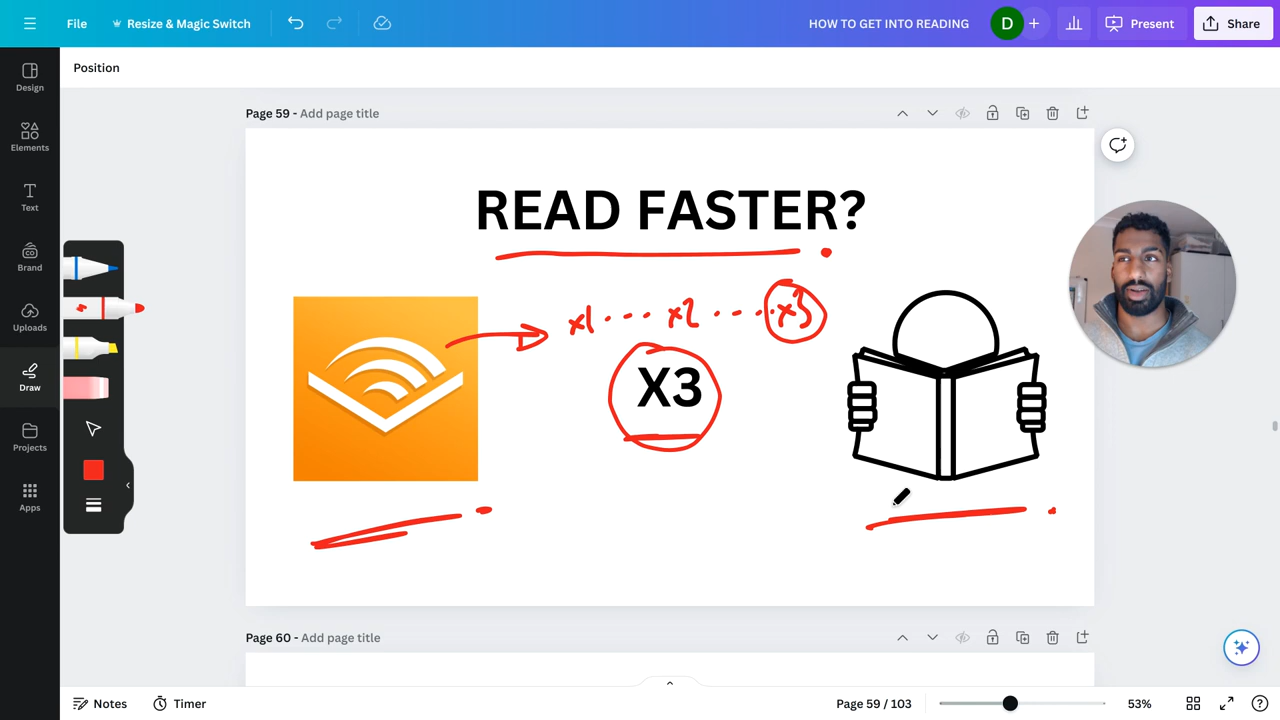 File
Resize & Magic Switch
HOW TO GET INTO READING
D
Present
Share
Position
Design
Elements
Text
Brand
Uploads
Draw
Projects
Apps
Page 59 - Add page title
READ FASTER?
x1 ... x2 ... x3
X3
Page 60 - Add page title
Notes
Timer
Page 59 / 103
53%